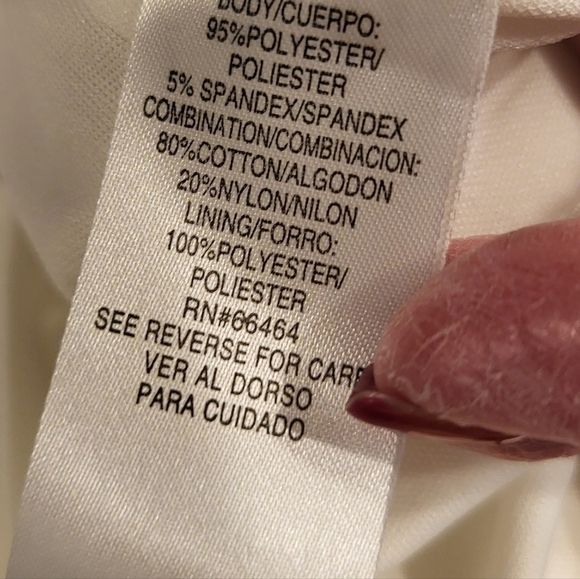 BODY/CUERPO:
95%POLYESTER/
POLIESTER
5% SPANDEX/SPANDEX
COMBINATION/COMBINACION:
80%COTTON/ALGODON
20%NYLON/NILON
LINING/FORRO:
100%POLYESTER/
POLIESTER
RN#66464
SEE REVERSE FOR CARE
VER AL DORSO
PARA CUIDADO